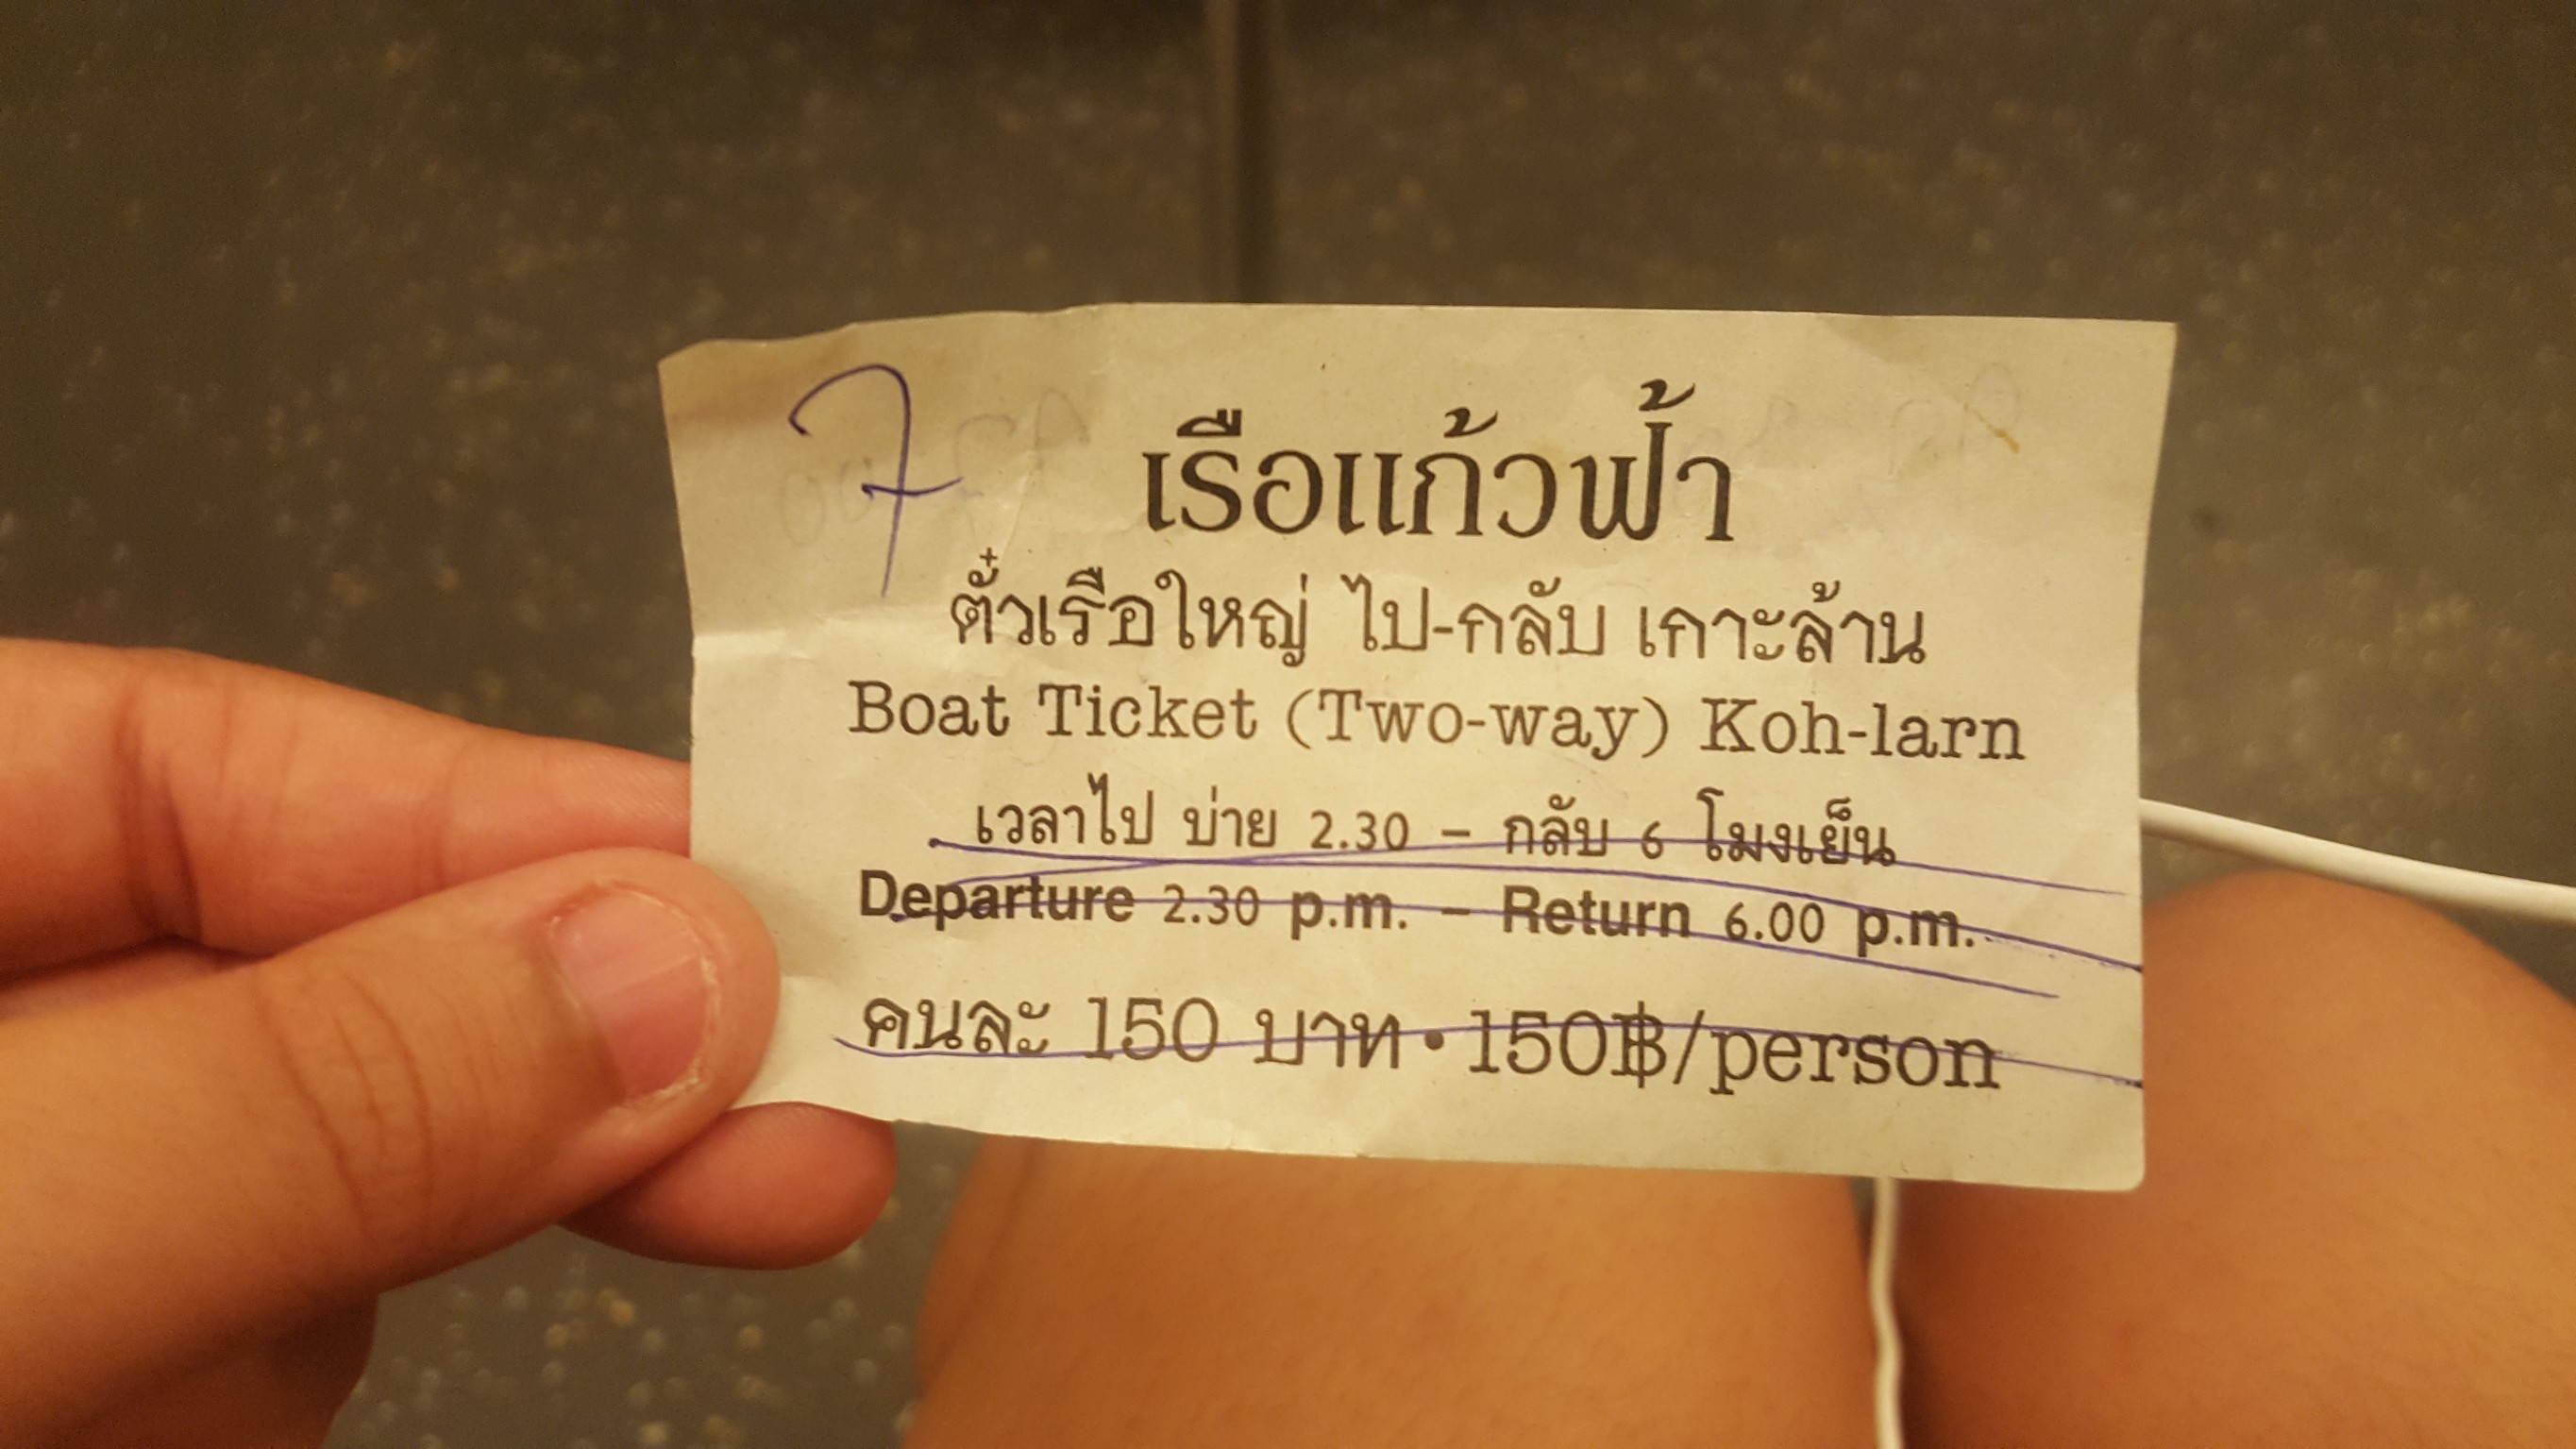 7
เรือแก้วฟ้า
ตั๋วเรือใหญ่ ไป-กลับ เกาะล้าน
Boat Ticket (Two-way) Koh-larn
เวลาไป บ่าย 2.30 - กลับ 6 โมงเย็น
Departure 2.30 p.m. - Return 6.00 p.m.
คนละ 150 บาท • 150฿/person